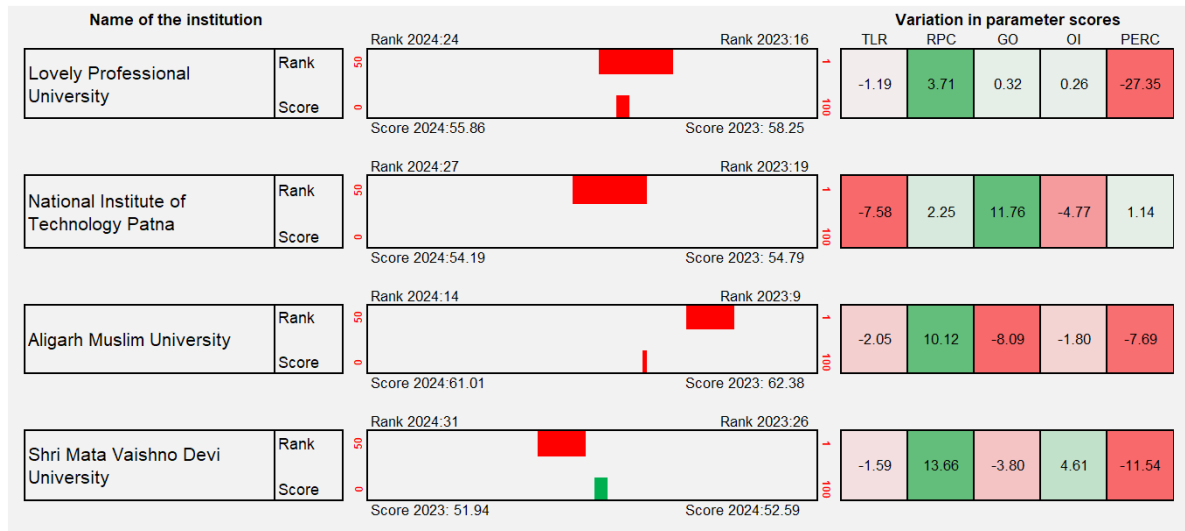 Name of the institution
Variation in parameter scores
Rank 2024:24 Rank 2023:16
TLR RPC GO OI PERC
Lovely Professional
University
Rank
Score
50 1
0 100
-1.19 3.71 0.32 0.26 -27.35
Score 2024:55.86 Score 2023: 58.25
Rank 2024:27 Rank 2023:19
National Institute of
Technology Patna
Rank
Score
50 1
0 100
-7.58 2.25 11.76 -4.77 1.14
Score 2024:54.19 Score 2023: 54.79
Rank 2024:14 Rank 2023:9
Aligarh Muslim University
Rank
Score
50 1
0 100
-2.05 10.12 -8.09 -1.80 -7.69
Score 2024:61.01 Score 2023: 62.38
Rank 2024:31 Rank 2023:26
Shri Mata Vaishno Devi
University
Rank
Score
50 1
0 100
-1.59 13.66 -3.80 4.61 -11.54
Score 2023: 51.94 Score 2024:52.59